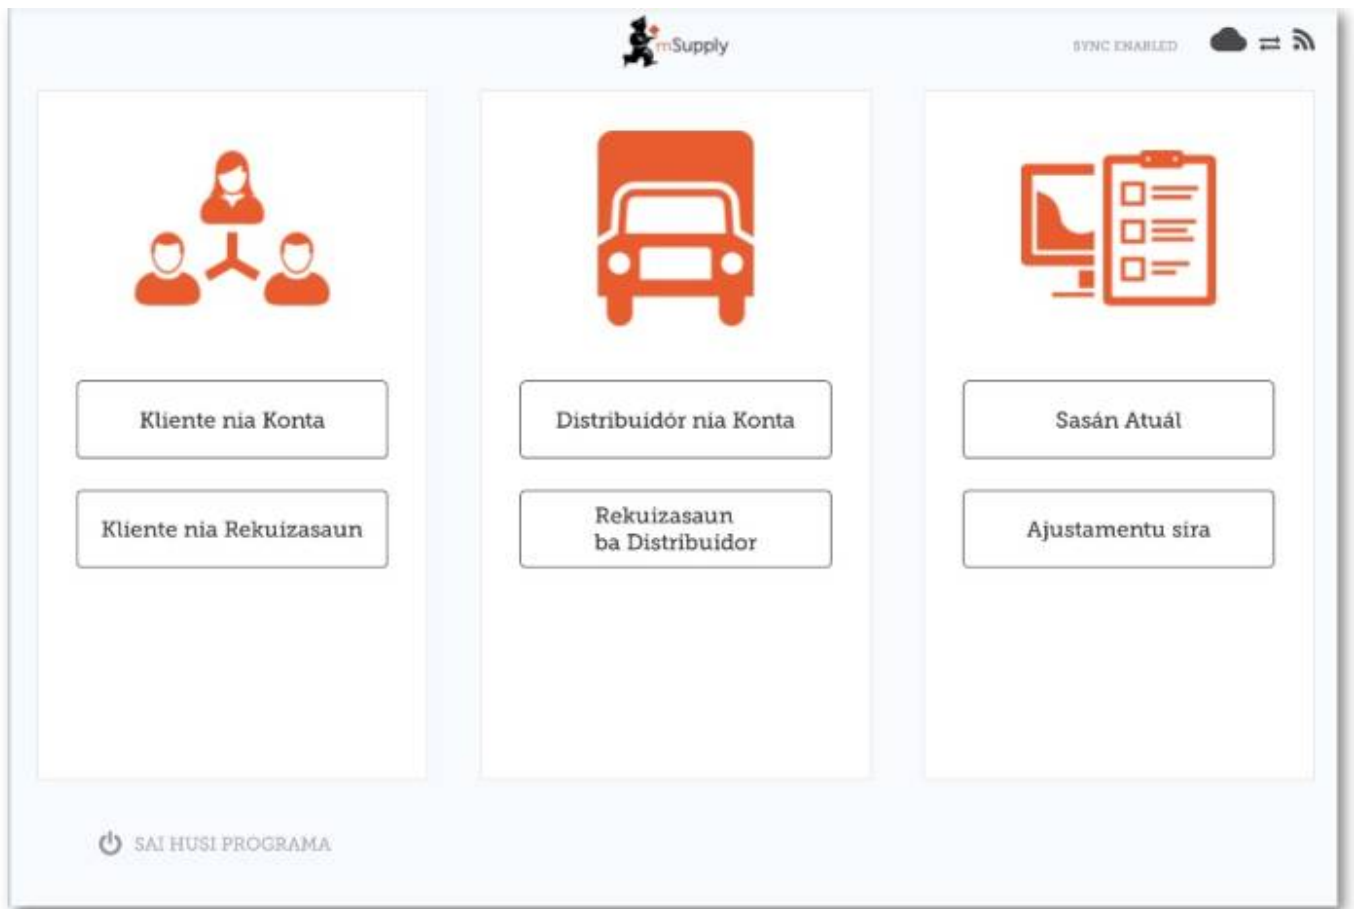 mSupply
SYNC ENABLED
Kliente nia Konta
Kliente nia Rekuizasaun
Distribuidór nia Konta
Rekuizasaun
ba Distribuidor
Sasán Atuál
Ajustamentu sira
SAI HUSI PROGRAMA